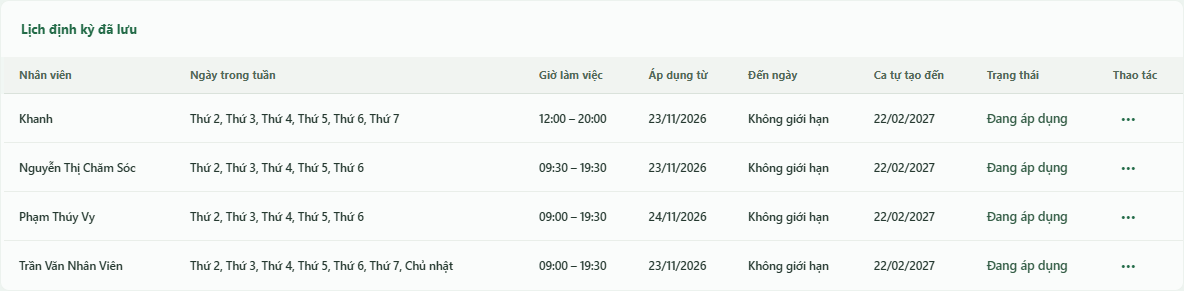 Lịch định kỳ đã lưu
Nhân viên Ngày trong tuần Giờ làm việc Áp dụng từ Đến ngày Ca tự tạo đến Trạng thái Thao tác
Khanh Thứ 2, Thứ 3, Thứ 4, Thứ 5, Thứ 6, Thứ 7 12:00 – 20:00 23/11/2026 Không giới hạn 22/02/2027 Đang áp dụng •••
Nguyễn Thị Chăm Sóc Thứ 2, Thứ 3, Thứ 4, Thứ 5, Thứ 6 09:30 – 19:30 23/11/2026 Không giới hạn 22/02/2027 Đang áp dụng •••
Phạm Thúy Vy Thứ 2, Thứ 3, Thứ 4, Thứ 5, Thứ 6 09:00 – 19:30 24/11/2026 Không giới hạn 22/02/2027 Đang áp dụng •••
Trần Văn Nhân Viên Thứ 2, Thứ 3, Thứ 4, Thứ 5, Thứ 6, Thứ 7, Chủ nhật 09:00 – 19:30 23/11/2026 Không giới hạn 22/02/2027 Đang áp dụng •••